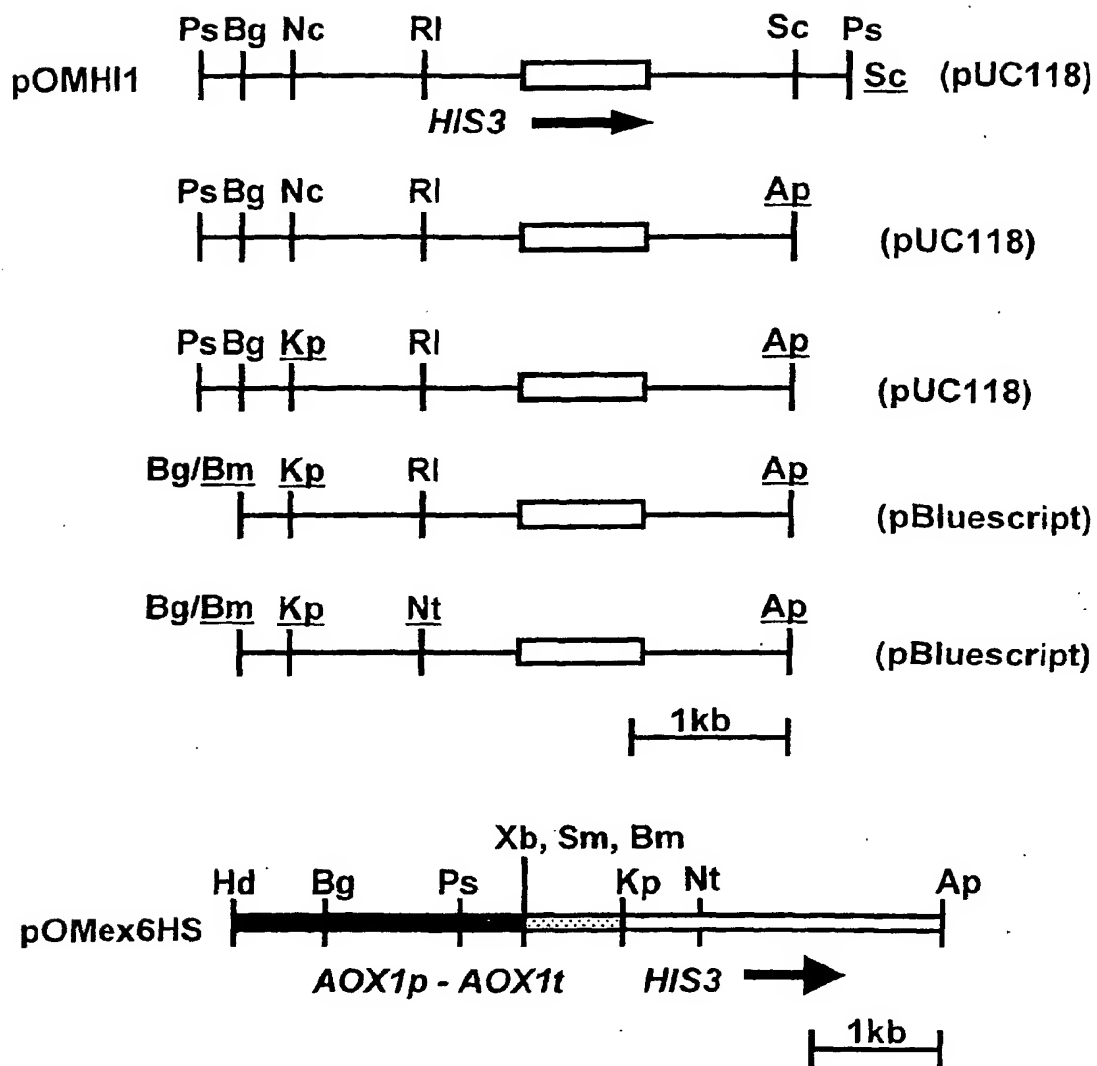 Ps Bg Nc RI Sc Ps
pOMHI1 Sc (pUC118)
HIS3
Ps Bg Nc RI Ap
(pUC118)
Ps Bg Kp RI Ap
(pUC118)
Bg/Bm Kp RI Ap
(pBluescript)
Bg/Bm Kp Nt Ap
(pBluescript)
1kb
Xb, Sm, Bm
Hd Bg Ps Kp Nt Ap
pOMex6HS
AOX1p - AOX1t HIS3
1kb